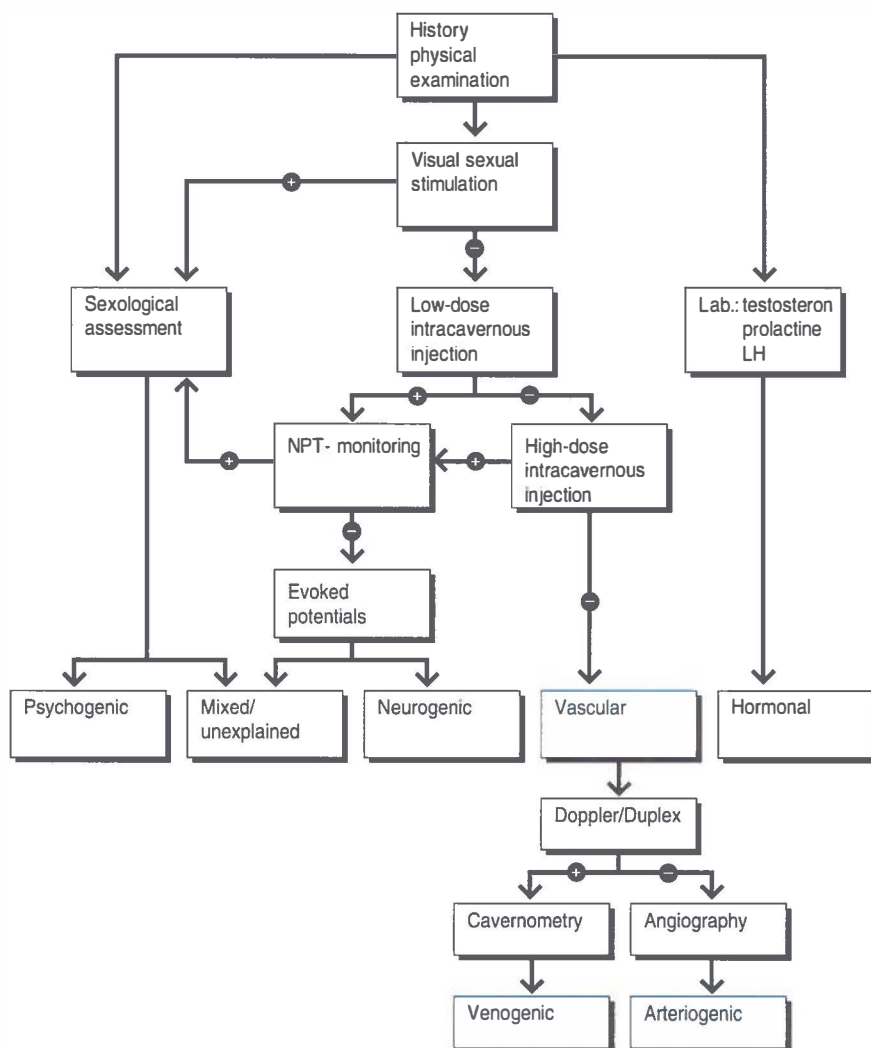 History
physical
examination
Visual sexual
stimulation
+
−
Sexological
assessment
Low-dose
intracavernous
injection
Lab.: testosteron
prolactine
LH
+
−
NPT- monitoring
High-dose
intracavernous
injection
+
+
−
Evoked
potentials
−
Psychogenic
Mixed/
unexplained
Neurogenic
Vascular
Hormonal
Doppler/Duplex
+
−
Cavernometry
Angiography
Venogenic
Arteriogenic